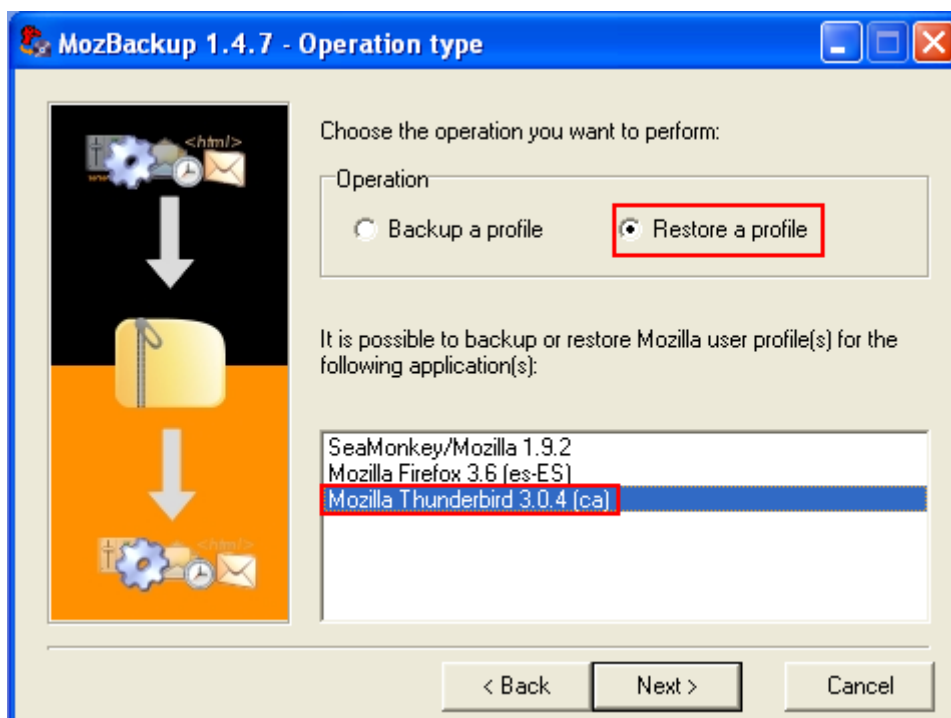 MozBackup 1.4.7 - Operation type
<html>
Choose the operation you want to perform:
Operation
Backup a profile
Restore a profile
It is possible to backup or restore Mozilla user profile(s) for the
following application(s):
SeaMonkey/Mozilla 1.9.2
Mozilla Firefox 3.6 (es-ES)
Mozilla Thunderbird 3.0.4 (ca)
<html>
< Back
Next >
Cancel